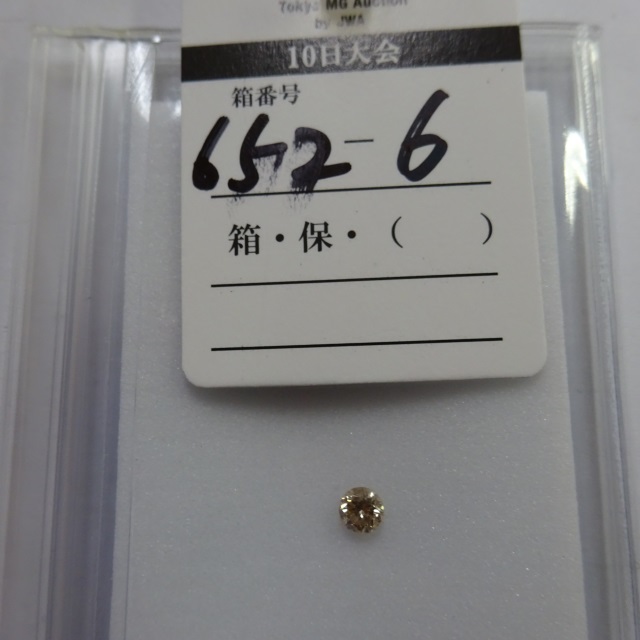 Tokyo MG Auction
by JWA
10日大会
箱番号
652-6
箱・保・（　　）